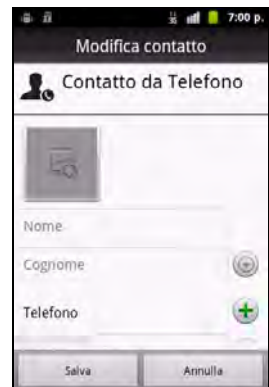 7:00 p.
Modifica contatto
Contatto da Telefono
Nome
Cognome
Telefono
Salva
Annulla